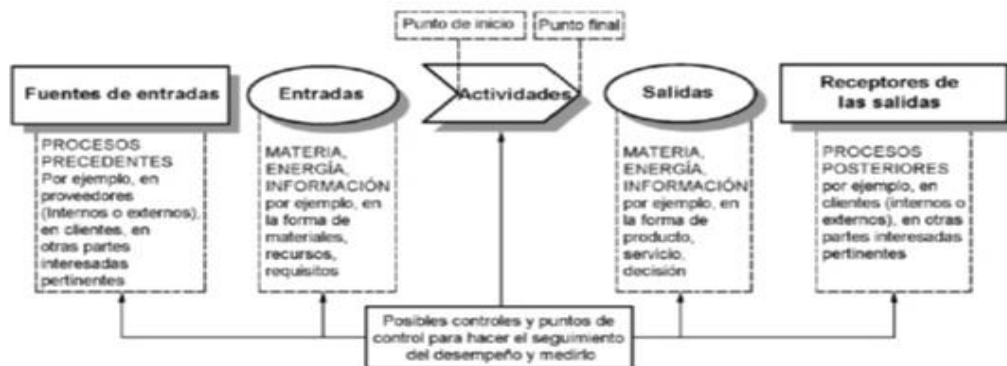 Punto de inicio
Punto final
Fuentes de entradas
Entradas
Actividades
Salidas
Receptores de
las salidas
PROCESOS
PRECEDENTES
Por ejemplo, en
proveedores
(Internos o externos),
en clientes, en
otras partes
interesadas
pertinentes
MATERIA,
ENERGÍA,
INFORMACIÓN
por ejemplo, en
la forma de
materiales,
recursos,
requisitos
MATERIA,
ENERGÍA,
INFORMACIÓN
por ejemplo, en
la forma de
producto,
servicio,
decisión
PROCESOS
POSTERIORES
por ejemplo, en
clientes (internos o
externos), en otras
partes interesadas
pertinentes
Posibles controles y puntos de
control para hacer el seguimiento
del desempeño y medirlo